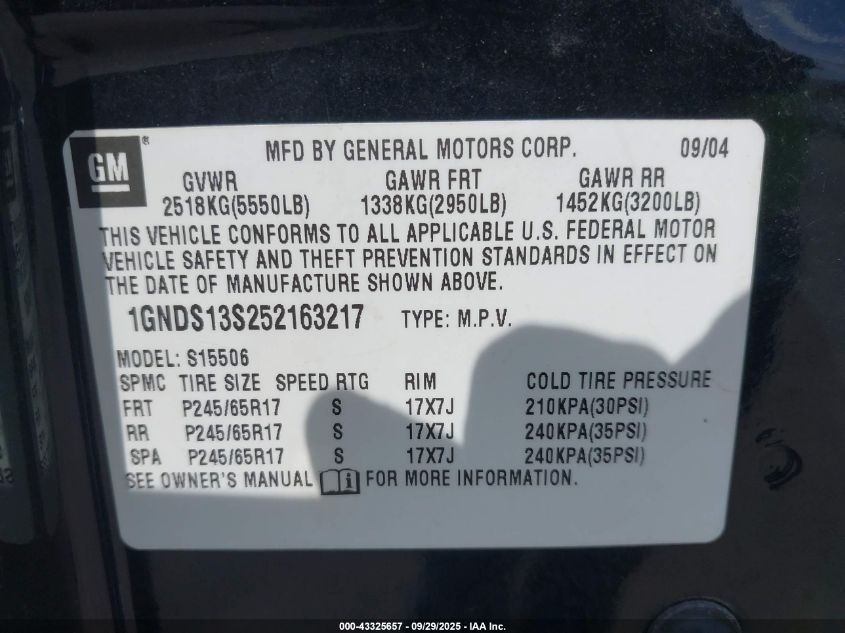 GM ® MFD BY GENERAL MOTORS CORP. 09/04
GVWR GAWR FRT GAWR RR
2518KG(5550LB) 1338KG(2950LB) 1452KG(3200LB)
THIS VEHICLE CONFORMS TO ALL APPLICABLE U.S. FEDERAL MOTOR
VEHICLE SAFETY AND THEFT PREVENTION STANDARDS IN EFFECT ON
THE DATE OF MANUFACTURE SHOWN ABOVE.
1GNDS13S252163217 TYPE: M.P.V.
MODEL: S15506
SPMC TIRE SIZE SPEED RTG RIM COLD TIRE PRESSURE
FRT P245/65R17 S 17X7J 210KPA(30PSI)
RR P245/65R17 S 17X7J 240KPA(35PSI)
SPA P245/65R17 S 17X7J 240KPA(35PSI)
SEE OWNER'S MANUAL i FOR MORE INFORMATION.
000-43325657 - 09/29/2025 - IAA Inc.